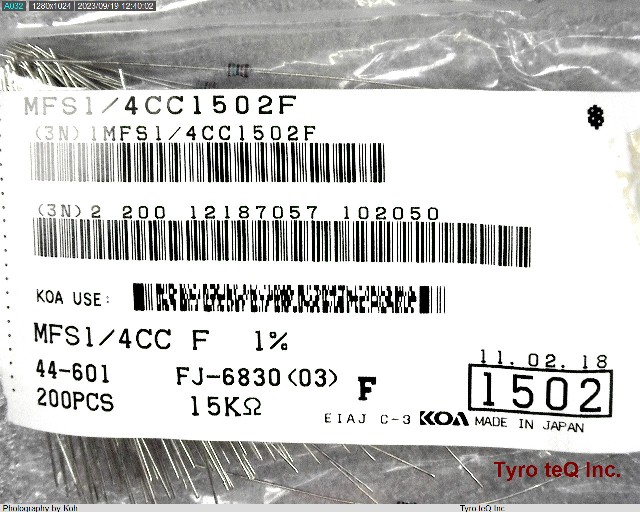 A032 1280x1024 2023/09/19 12:40:02
MFS1/4CC1502F
(3N) 1MFS1/4CC1502F
(3N) 2 200 12187057 102050
KOA USE:
MFS1/4CC F 1%
44-601 FJ-6830(03) F
200PCS 15KΩ
11.02.18
1502
EIAJ C-3 KOA MADE IN JAPAN
Tyro teQ Inc.
Photography by Koh Tyro teQ Inc